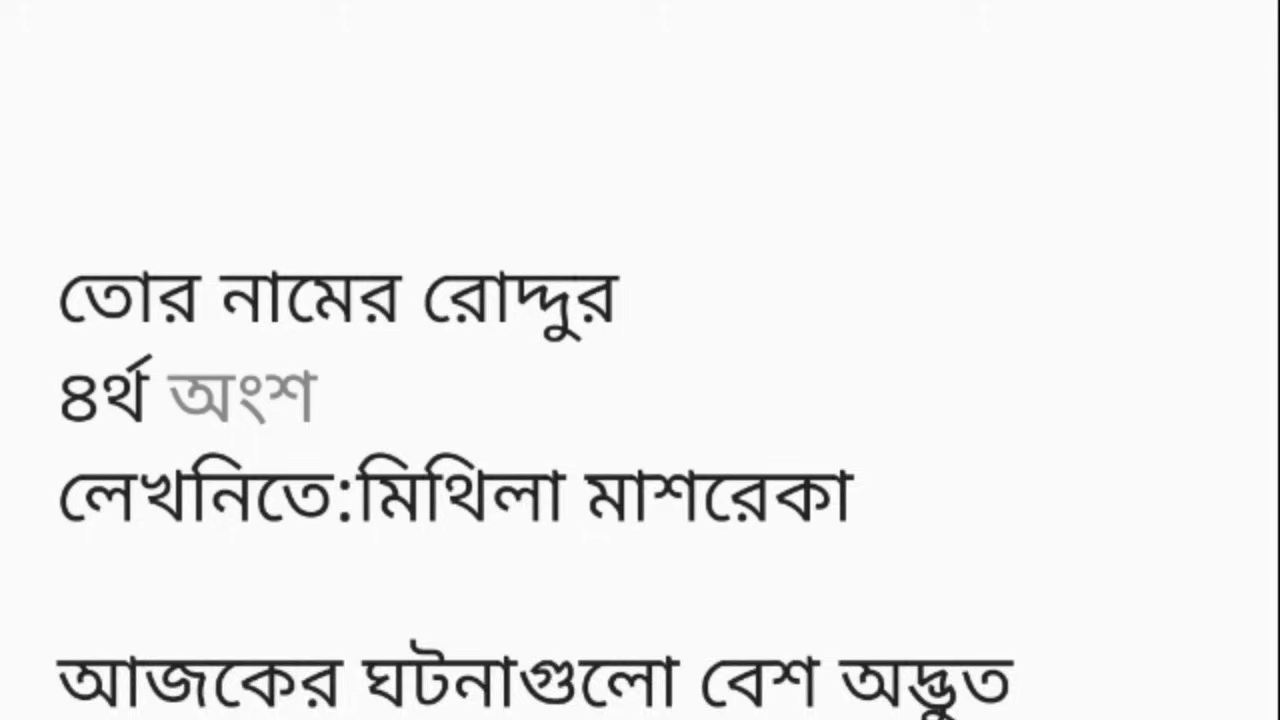 তোর নামের রোদ্দুর
৪র্থ অংশ
লেখনিতে:মিথিলা মাশরেকা
আজকের ঘটনাগুলো বেশ অদ্ভুত